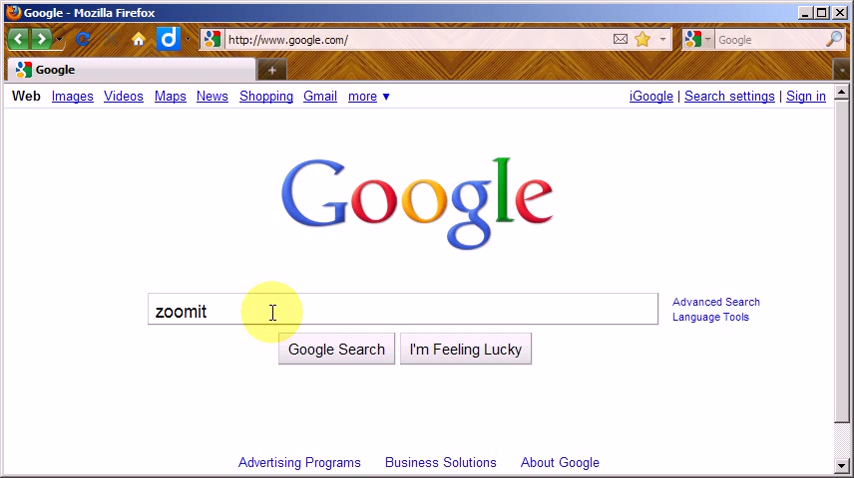 Google - Mozilla Firefox
http://www.google.com/
Google
Google
Web Images Videos Maps News Shopping Gmail more ▼ iGoogle | Search settings | Sign in
Google
zoomit
Advanced Search
Language Tools
Google Search I'm Feeling Lucky
Advertising Programs Business Solutions About Google